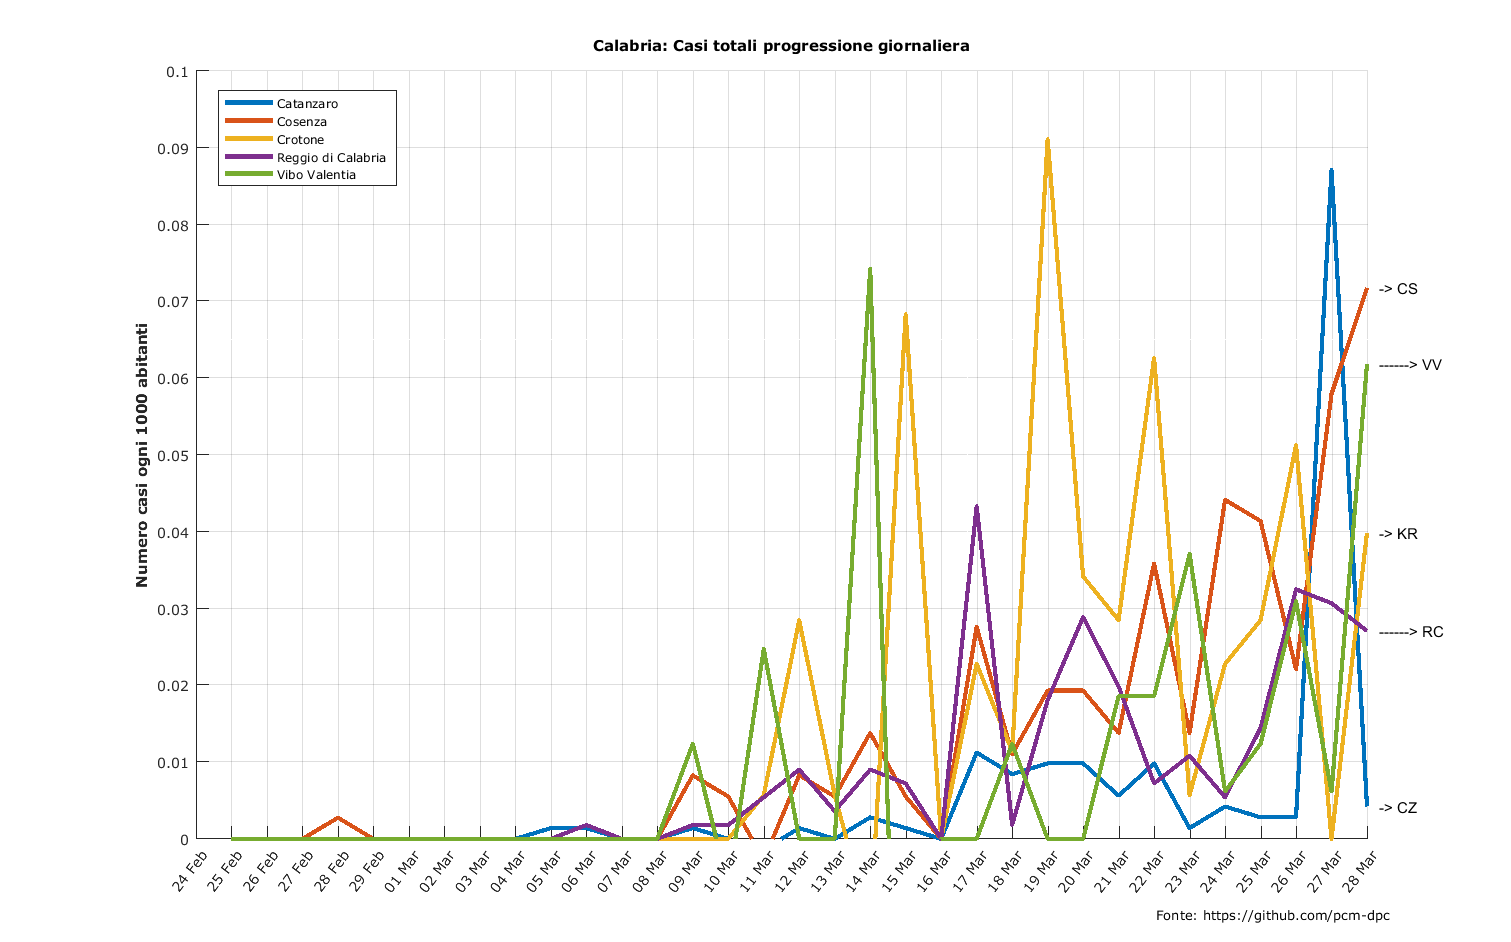 Calabria: Casi totali progressione giornaliera
0.1
0.09
0.08
0.07
0.06
0.05
0.04
0.03
0.02
0.01
0
Numero casi ogni 1000 abitanti
Catanzaro
Cosenza
Crotone
Reggio di Calabria
Vibo Valentia
-> CS
------> VV
-> KR
------> RC
-> CZ
24 Feb
25 Feb
26 Feb
27 Feb
28 Feb
29 Feb
01 Mar
02 Mar
03 Mar
04 Mar
05 Mar
06 Mar
07 Mar
08 Mar
09 Mar
10 Mar
11 Mar
12 Mar
13 Mar
14 Mar
15 Mar
16 Mar
17 Mar
18 Mar
19 Mar
20 Mar
21 Mar
22 Mar
23 Mar
24 Mar
25 Mar
26 Mar
27 Mar
28 Mar
Fonte: https://github.com/pcm-dpc